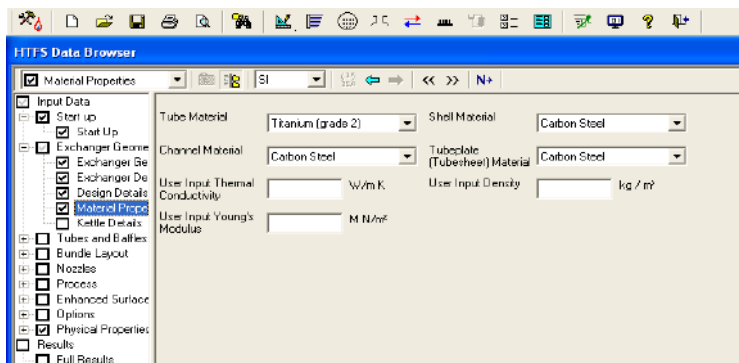 HTFS Data Browser
Material Properties
SI
N+
Input Data
Start up
Start Up
Exchanger Geome
Exchanger Ge
Exchanger De
Design Details
Material Prope
Kettle Details
Tubes and Baffles
Bundle Layout
Nozzles
Process
Enhanced Surface
Options
Physical Properties
Results
Full Results
Tube Material
Titanium (grade 2)
Shell Material
Carbon Steel
Channel Material
Carbon Steel
Tubeplate
(Tubesheet) Material
Carbon Steel
User Input Thermal
Conductivity
W/m K
User Input Density
kg / m³
User Input Young's
Modulus
M N/m²